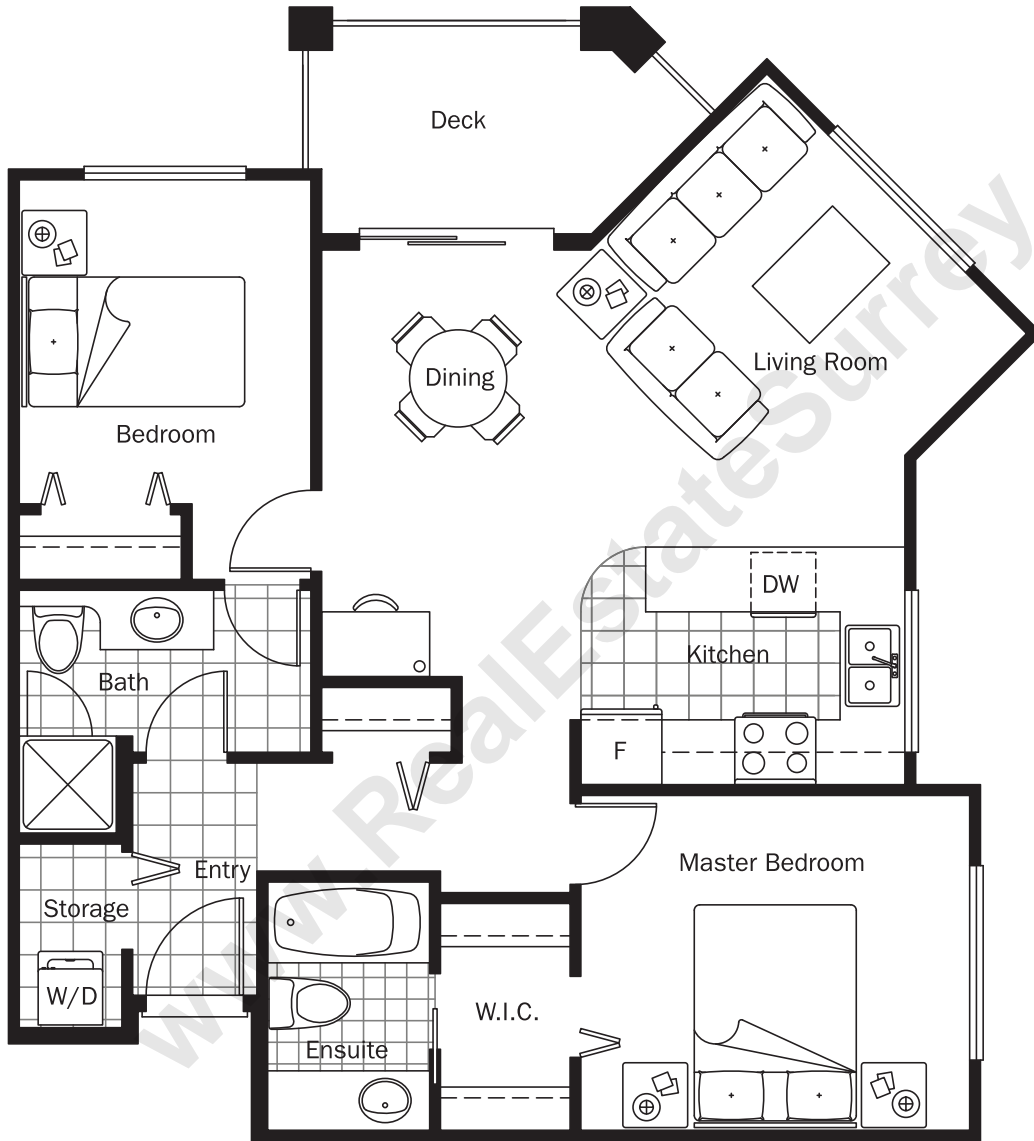 Deck
Living Room
Dining
Bedroom
DW
Kitchen
Bath
F
Master Bedroom
Entry
Storage
W/D
W.I.C.
Ensuite
www.RealEstateSurrey